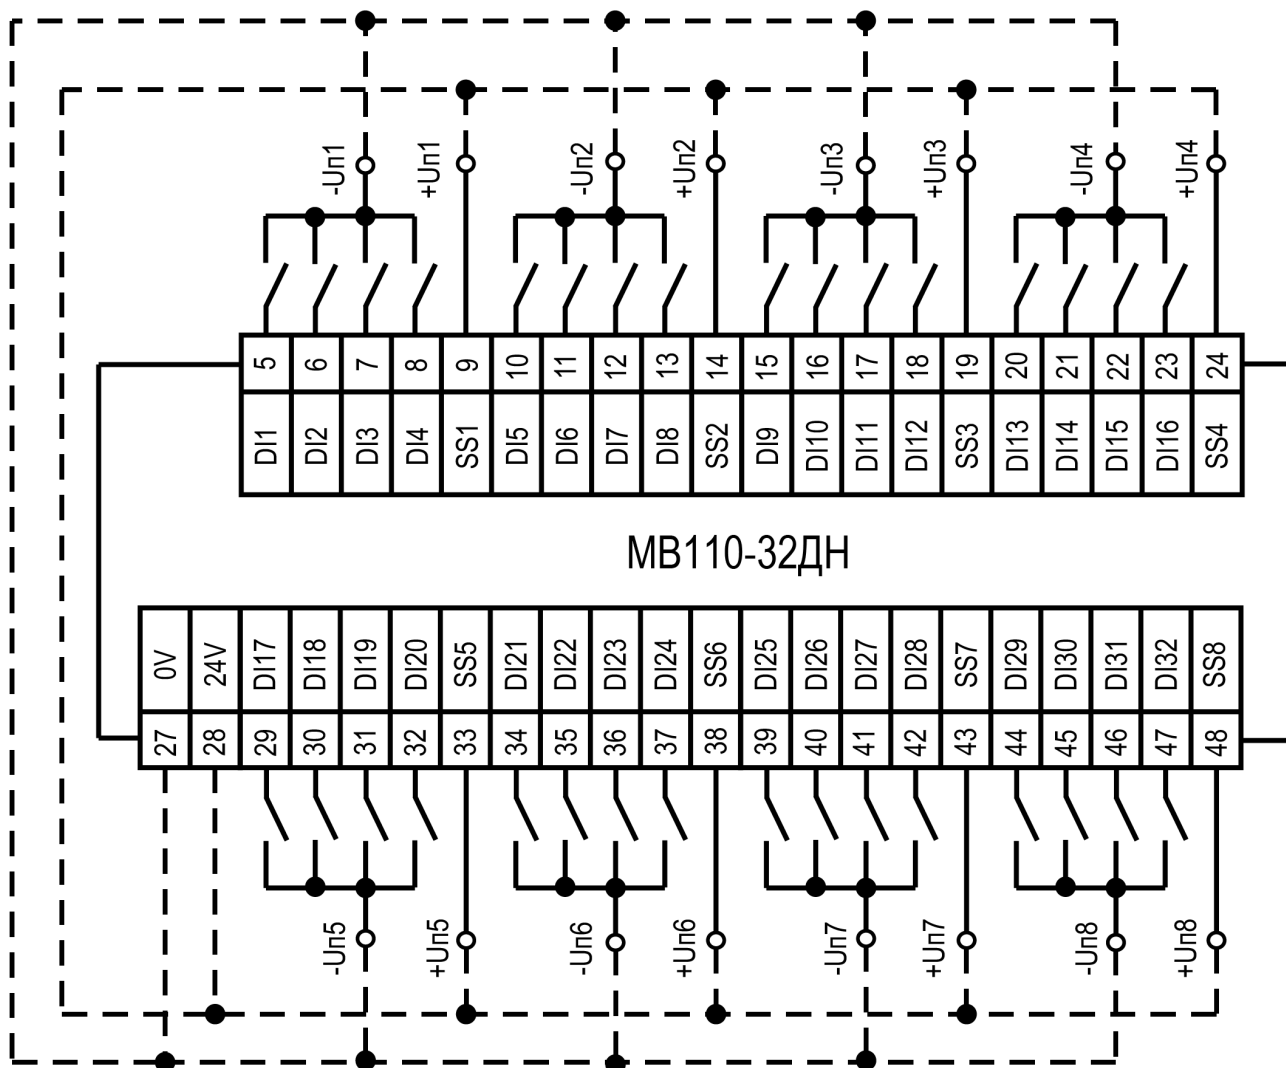 -Uп1 +Uп1 -Uп2 +Uп2 -Uп3 +Uп3 -Uп4 +Uп4
5 6 7 8 9 10 11 12 13 14 15 16 17 18 19 20 21 22 23 24
DI1 DI2 DI3 DI4 SS1 DI5 DI6 DI7 DI8 SS2 DI9 DI10 DI11 DI12 SS3 DI13 DI14 DI15 DI16 SS4
МВ110-32ДН
0V 24V DI17 DI18 DI19 DI20 SS5 DI21 DI22 DI23 DI24 SS6 DI25 DI26 DI27 DI28 SS7 DI29 DI30 DI31 DI32 SS8
27 28 29 30 31 32 33 34 35 36 37 38 39 40 41 42 43 44 45 46 47 48
-Uп5 +Uп5 -Uп6 +Uп6 -Uп7 +Uп7 -Uп8 +Uп8